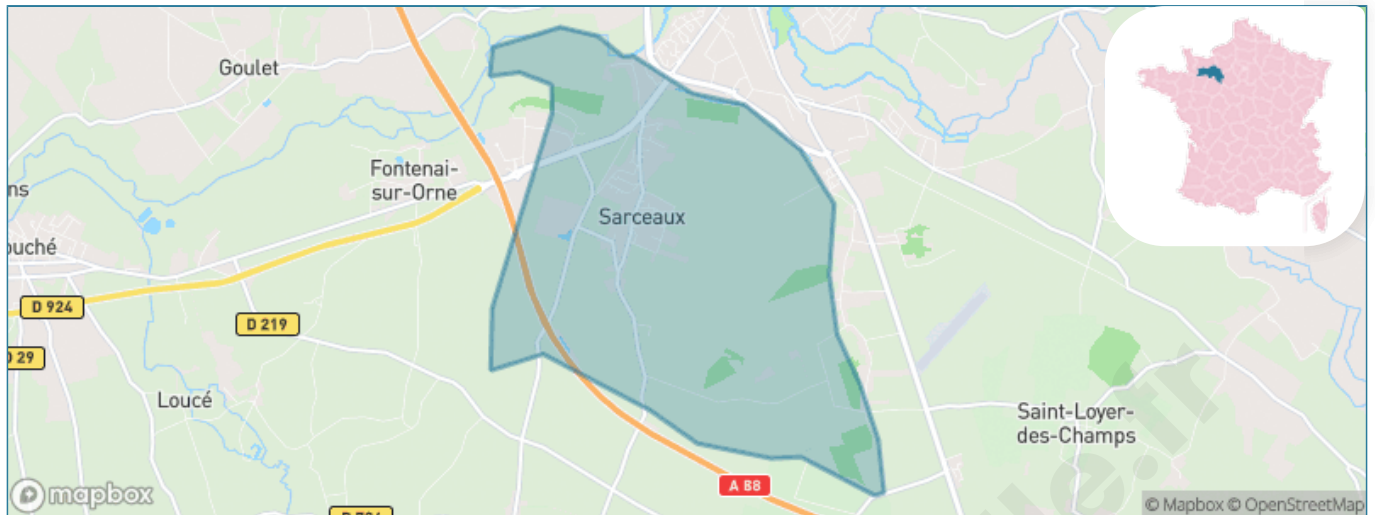 Goulet
Fontenai-
sur-Orne
ns
ouché
Sarceaux
D 924
D 219
D 29
Loucé
Saint-Loyer-
des-Champs
A 88
mapbox
© Mapbox © OpenStreetMap